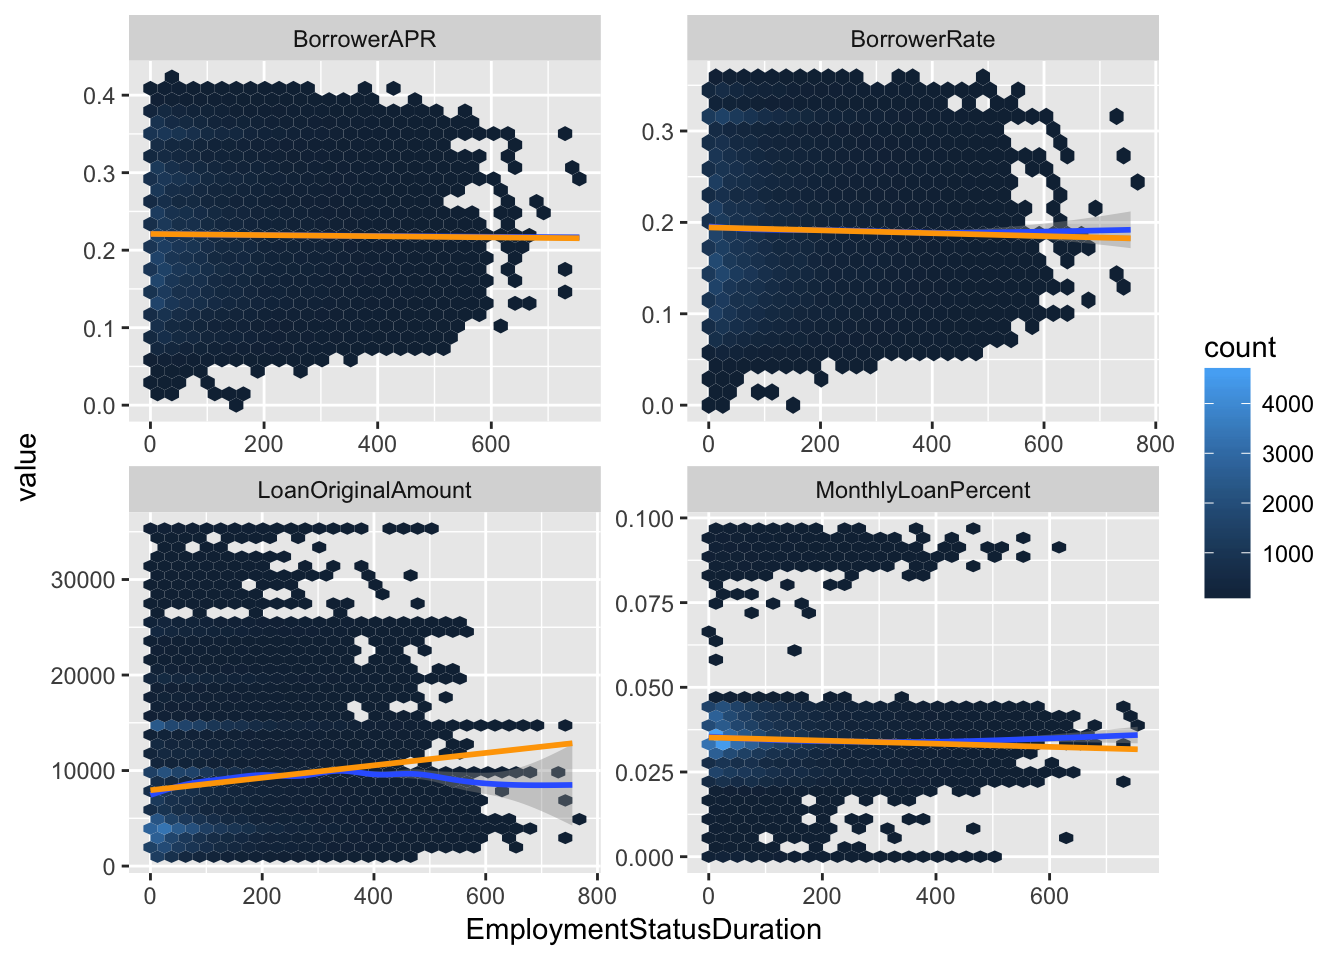 BorrowerAPR
BorrowerRate
0.4
0.3
0.2
0.1
0.0
0 200 400 600
0.3
0.2
0.1
0.0
0 200 400 600 800
LoanOriginalAmount
MonthlyLoanPercent
30000
20000
10000
0
0 200 400 600 800
0.100
0.075
0.050
0.025
0.000
0 200 400 600
value
EmploymentStatusDuration
count
4000
3000
2000
1000